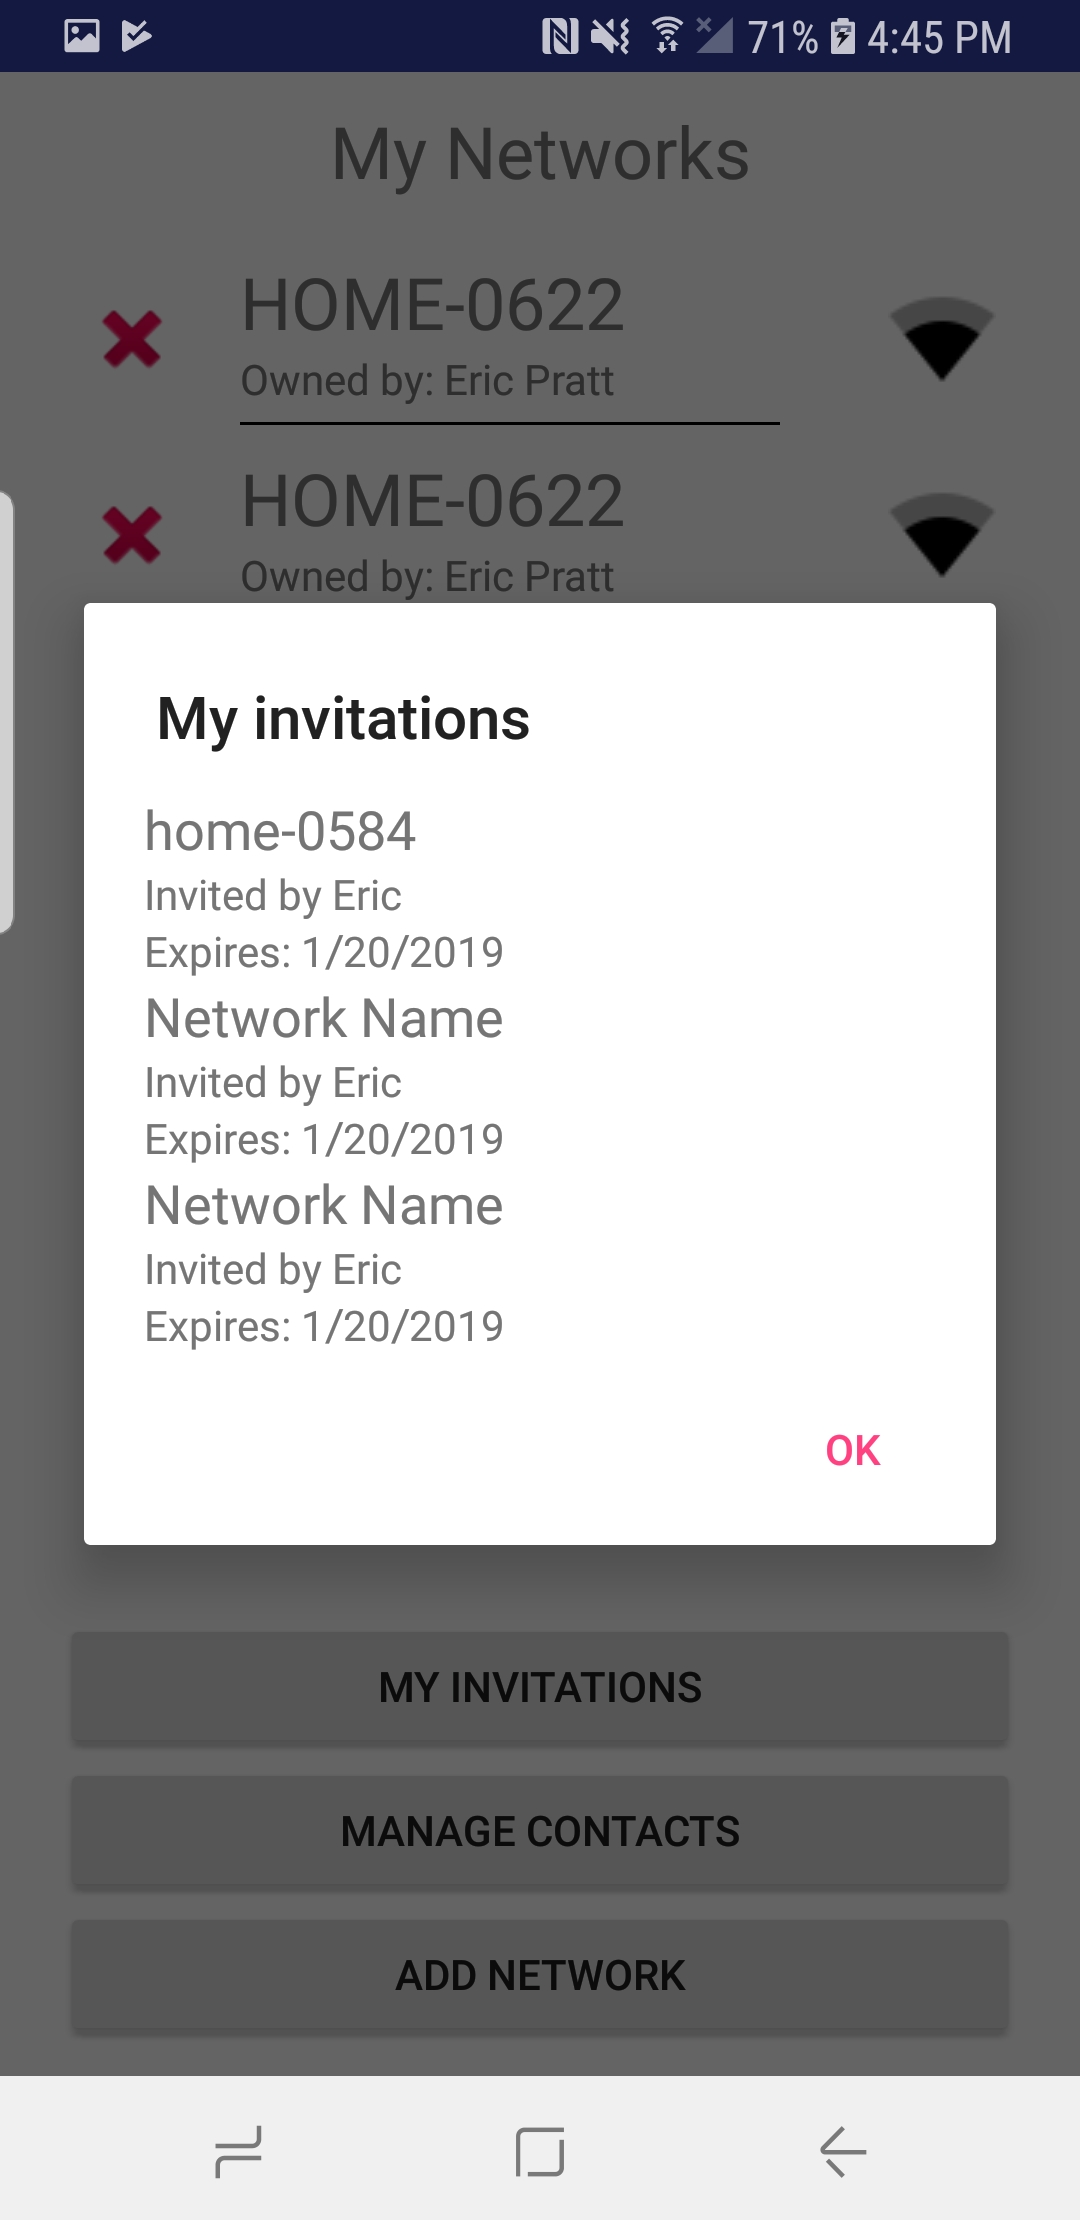 71% 4:45 PM
My Networks
HOME-0622
Owned by: Eric Pratt
HOME-0622
Owned by: Eric Pratt
My invitations
home-0584
Invited by Eric
Expires: 1/20/2019
Network Name
Invited by Eric
Expires: 1/20/2019
Network Name
Invited by Eric
Expires: 1/20/2019
OK
MY INVITATIONS
MANAGE CONTACTS
ADD NETWORK